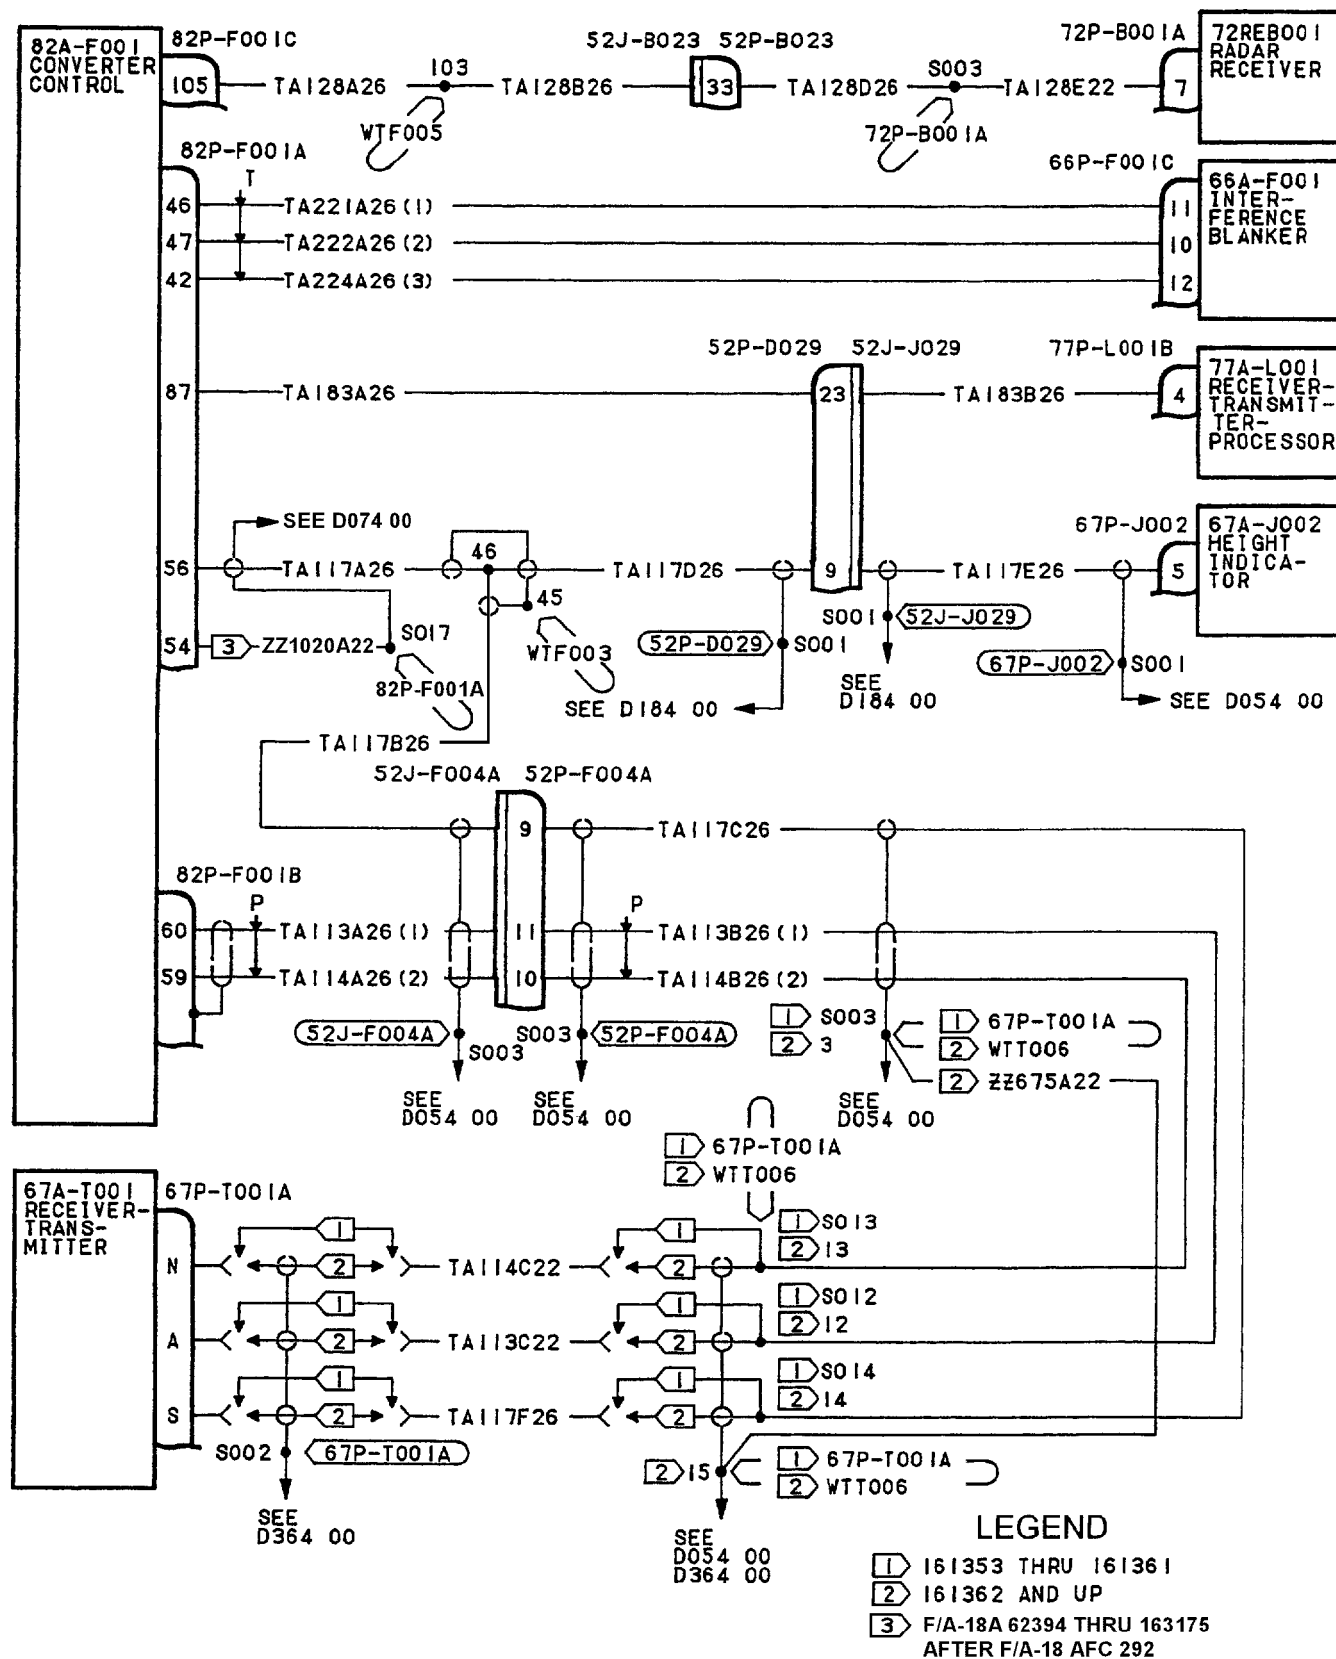 82A-F001
CONVERTER
CONTROL
82P-F001C
105
TA128A26
103
WTF005
TA128B26
52J-B023 52P-B023
33
TA128D26
S003
72P-B001A
TA128E22
72P-B001A
7
72REB001
RADAR
RECEIVER
82P-F001A
T
46
TA221A26 (1)
47
TA222A26 (2)
42
TA224A26 (3)
66P-F001C
11
10
12
66A-F001
INTER-
FERENCE
BLANKER
87
TA183A26
52P-D029 52J-J029
23
TA183B26
77P-L001B
4
77A-L001
RECEIVER-
TRANSMIT-
TER-
PROCESSOR
SEE D074 00
56
TA117A26
46
45
WTF003
TA117D26
9
TA117E26
67P-J002
5
67A-J002
HEIGHT
INDICA-
TOR
54
3
ZZ1020A22
S017
82P-F001A
52P-D029
S001
SEE D184 00
S001
52J-J029
SEE
D184 00
67P-J002
S001
SEE D054 00
TA117B26
52J-F004A 52P-F004A
9
TA117C26
82P-F001B
P
60
TA113A26 (1)
11
P
TA113B26 (1)
59
TA114A26 (2)
10
TA114B26 (2)
52J-F004A
S003
SEE
D054 00
S003
52P-F004A
SEE
D054 00
1 S003
2 3
1 67P-T001A
2 WTT006
2 ZZ675A22
SEE
D054 00
1 67P-T001A
2 WTT006
67A-T001
RECEIVER-
TRANS-
MITTER
67P-T001A
1
1
1 S013
N
2
TA114C22
2
2 13
1
1
1 S012
A
2
TA113C22
2
2 12
1
1
1 S014
S
2
TA117F26
2
2 14
S002
67P-T001A
SEE
D364 00
2 15
1 67P-T001A
2 WTT006
SEE
D054 00
D364 00
LEGEND
1 161353 THRU 161361
2 161362 AND UP
3 F/A-18A 62394 THRU 163175
AFTER F/A-18 AFC 292